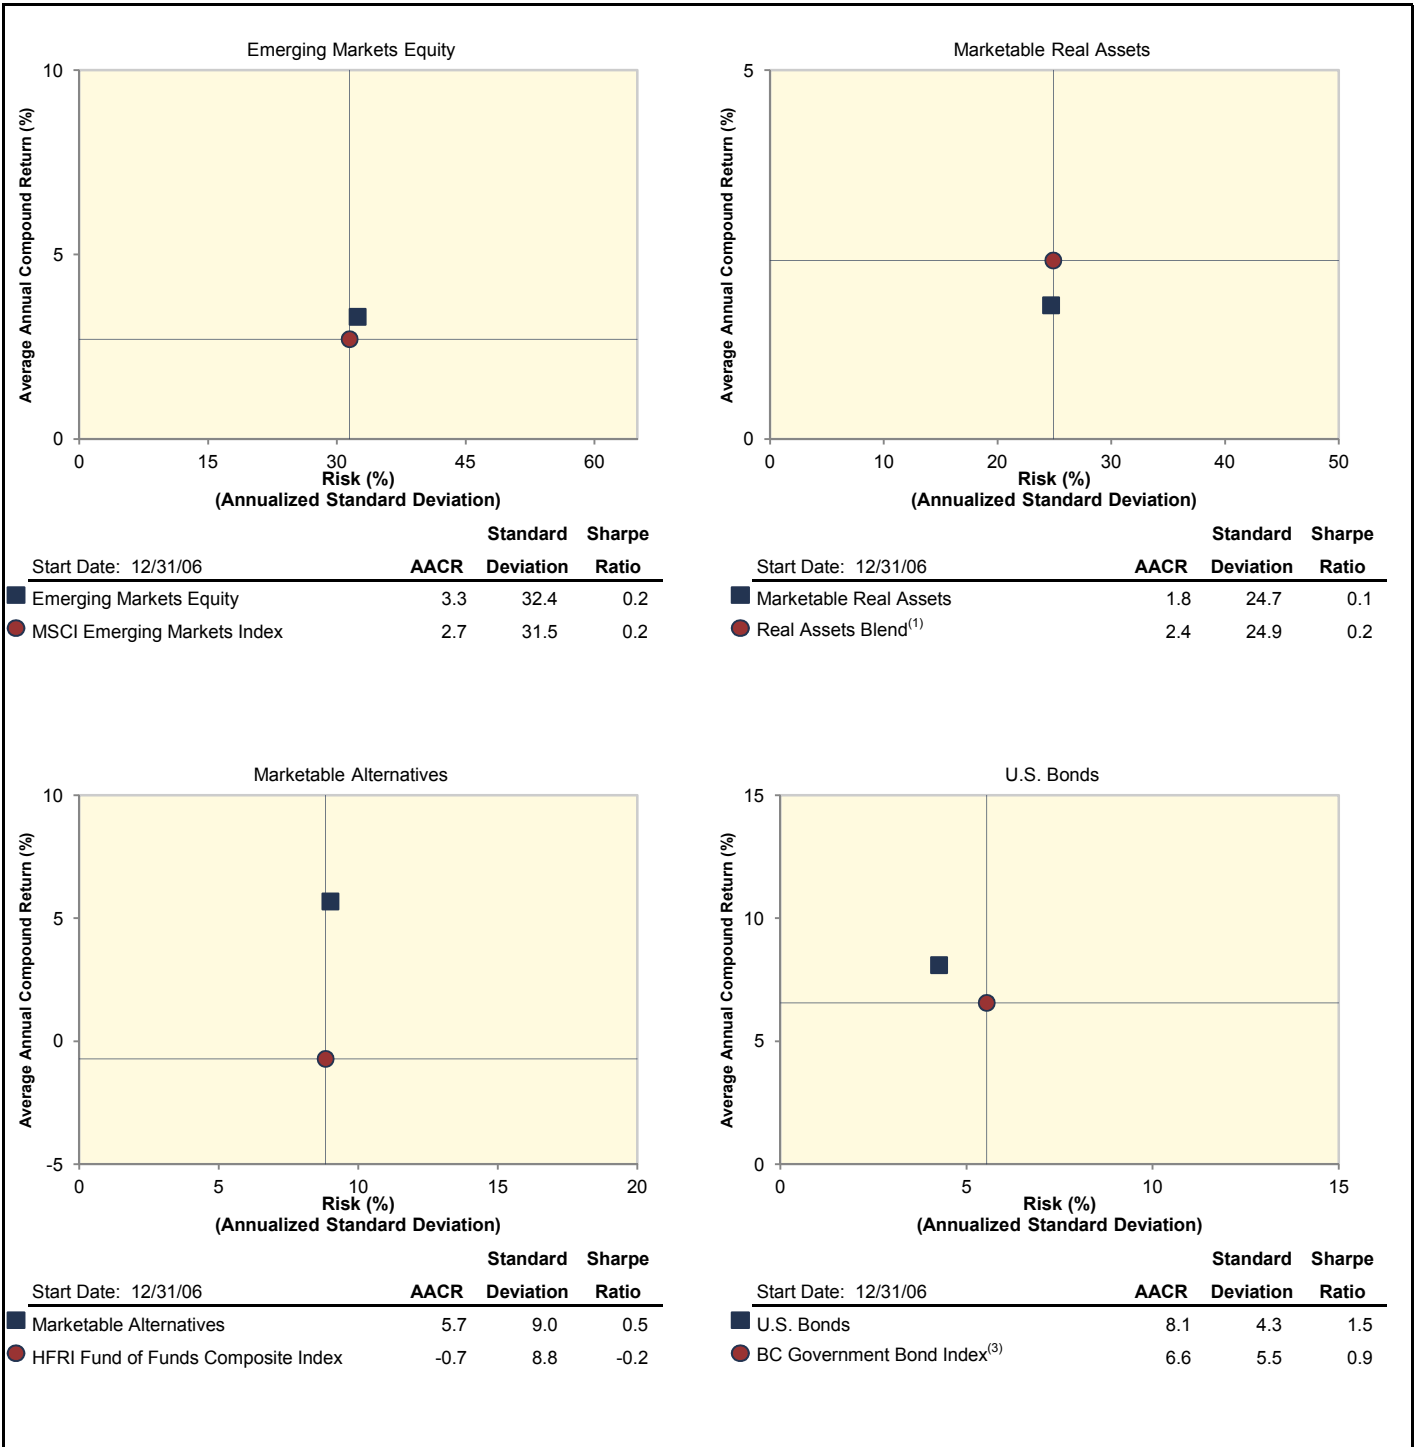 Emerging Markets Equity
10
5
0
Average Annual Compound Return (%)
0 15 30 45 60
Risk (%)
(Annualized Standard Deviation)
Standard Sharpe
Start Date: 12/31/06 AACR Deviation Ratio
Emerging Markets Equity 3.3 32.4 0.2
MSCI Emerging Markets Index 2.7 31.5 0.2
Marketable Real Assets
5
0
Average Annual Compound Return (%)
0 10 20 30 40 50
Risk (%)
(Annualized Standard Deviation)
Standard Sharpe
Start Date: 12/31/06 AACR Deviation Ratio
Marketable Real Assets 1.8 24.7 0.1
Real Assets Blend(1) 2.4 24.9 0.2
Marketable Alternatives
10
5
0
-5
Average Annual Compound Return (%)
0 5 10 15 20
Risk (%)
(Annualized Standard Deviation)
Standard Sharpe
Start Date: 12/31/06 AACR Deviation Ratio
Marketable Alternatives 5.7 9.0 0.5
HFRI Fund of Funds Composite Index -0.7 8.8 -0.2
U.S. Bonds
15
10
5
0
Average Annual Compound Return (%)
0 5 10 15
Risk (%)
(Annualized Standard Deviation)
Standard Sharpe
Start Date: 12/31/06 AACR Deviation Ratio
U.S. Bonds 8.1 4.3 1.5
BC Government Bond Index(3) 6.6 5.5 0.9